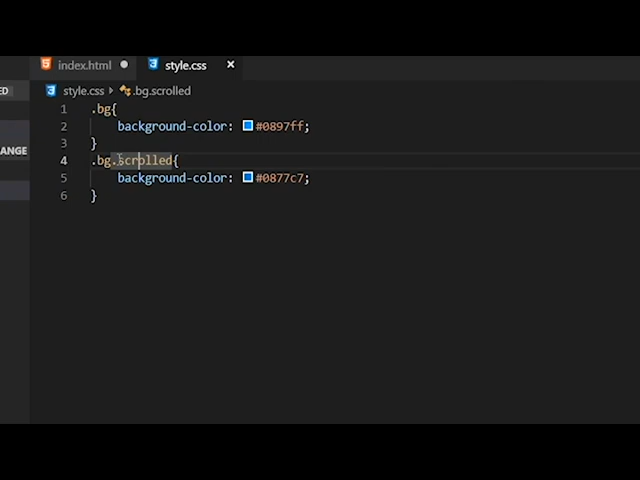 index.html
style.css
ED
style.css .bg.scrolled
1 .bg{
2 background-color: #0897ff;
3 }
ANGE
4 .bg.scrolled{
5 background-color: #0877c7;
6 }